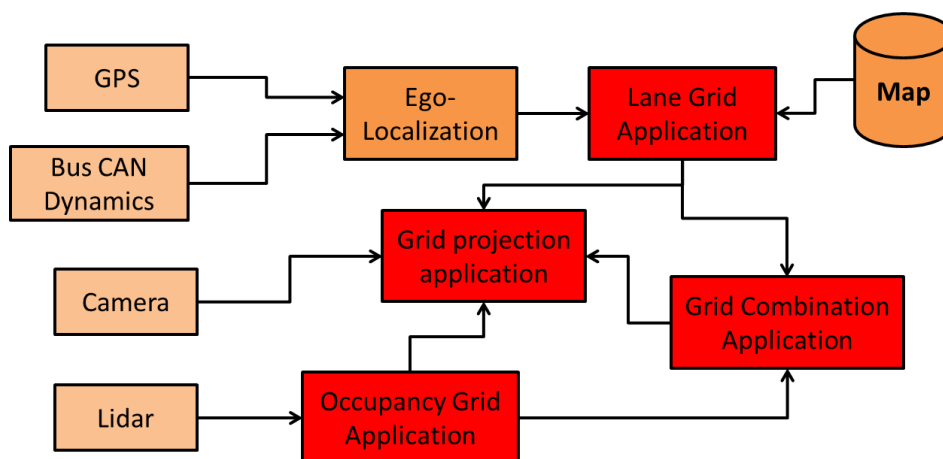 GPS
Ego-
Localization
Lane Grid
Application
Map
Bus CAN
Dynamics
Grid projection
application
Camera
Grid Combination
Application
Lidar
Occupancy Grid
Application